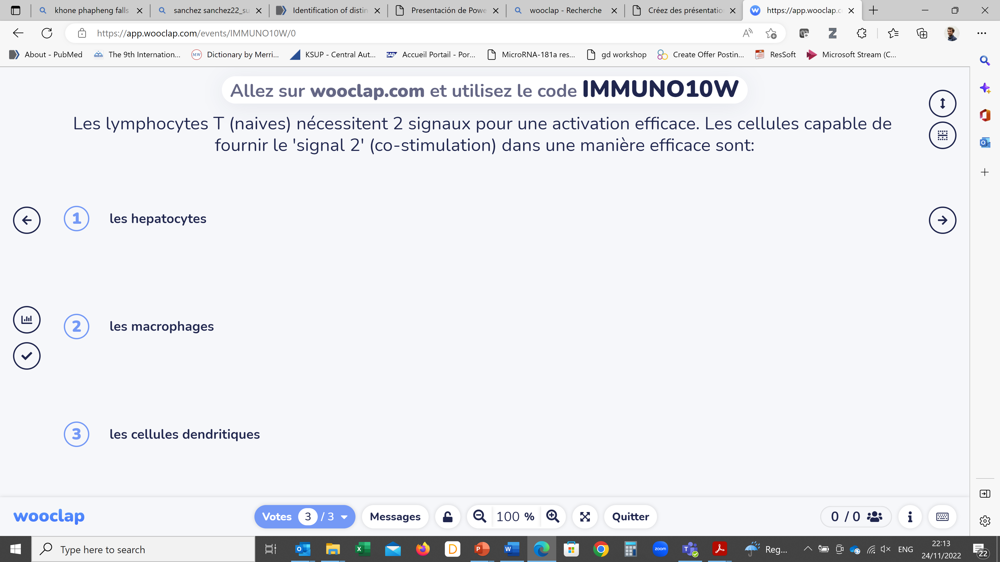 khone phapheng falls
sanchez sanchez22_su
Identification of distin
Presentación de Powe
wooclap - Recherche
Créez des présentatio
https://app.wooclap.c
https://app.wooclap.com/events/IMMUNO10W/0
About - PubMed
The 9th Internation...
Dictionary by Merri...
KSUP - Central Aut...
Accueil Portail - Por...
MicroRNA-181a res...
gd workshop
Create Offer Postin...
ResSoft
Microsoft Stream (C...
Allez sur wooclap.com et utilisez le code IMMUNO10W
Les lymphocytes T (naives) nécessitent 2 signaux pour une activation efficace. Les cellules capable de
fournir le 'signal 2' (co-stimulation) dans une manière efficace sont:
1 les hepatocytes
2 les macrophages
3 les cellules dendritiques
wooclap
Votes 3 / 3
Messages
100 %
Quitter
0 / 0
Type here to search
zoom
Reg...
ENG
22:13
24/11/2022
22